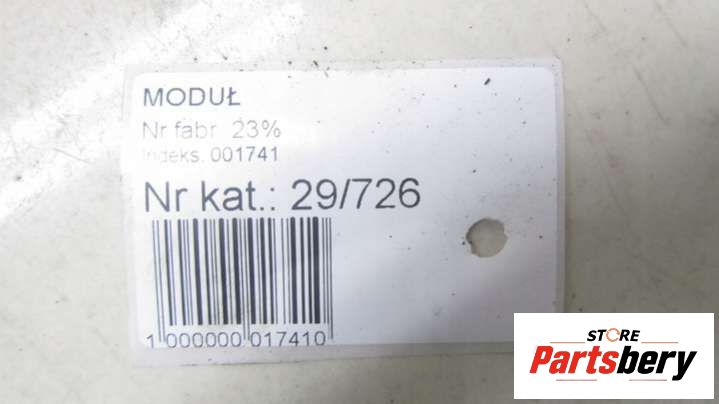 MODUŁ
Nr fabr. 23%
Indeks. 001741
Nr kat.: 29/726
1 000000 017410
STORE
Partsbery